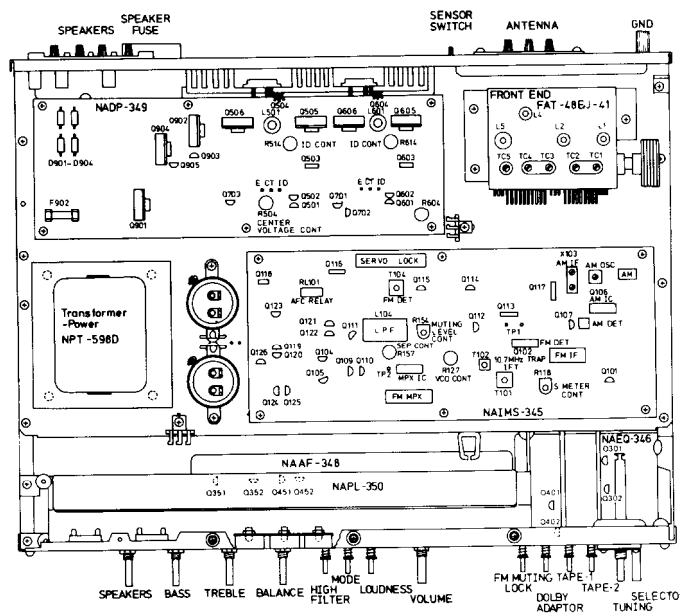 SPEAKERS
SPEAKER
FUSE
SENSOR
SWITCH
ANTENNA
GND
NADP-349
D901-D904
F902
Q904
Q902
Q903
Q905
Q901
Q506
Q504
L501
Q505
Q606
Q604
L601
Q605
R514
ID CONT
ID CONT
R614
Q503
Q603
Q703
E CT ID
R504
Q502
Q501
Q701
E CT ID
Q702
Q602
Q601
R604
CENTER
VOLTAGE CONT
FRONT END
FAT-48EJ-41
L4
L5
L2
TC5
TC4
TC3
TC2
TC1
Transformer
-Power
NPT-598D
SERVO LOCK
Q118
Q116
RL101
AFC RELAY
T104
FM DET
Q115
Q114
X103
AM IF
AM OSC
AM
Q117
Q106
AM IC
Q123
Q121
Q122
Q111
L104
LPF
R154
MUTING
LEVEL
CONT
Q112
Q113
TP1
Q107
AM DET
FM DET
Q102
10.7MHz TRAP
FM IF
Q119
Q120
Q126
Q104
Q105
Q109
Q110
SEP CONT
R157
TP2
MPX IC
R127
VCO CONT
T102
IFT
T101
R118
S METER
CONT
Q101
Q124
Q125
FM MPX
NAIMS-345
NAAF-348
NAPL-350
Q351
Q352
Q451
Q452
NAEQ-346
Q301
Q302
Q401
Q402
SPEAKERS
BASS
TREBLE
BALANCE
HIGH
FILTER
MODE
LOUDNESS
VOLUME
FM MUTING
LOCK
DOLBY
ADAPTOR
TAPE-1
TAPE-2
TUNING
SELECTO